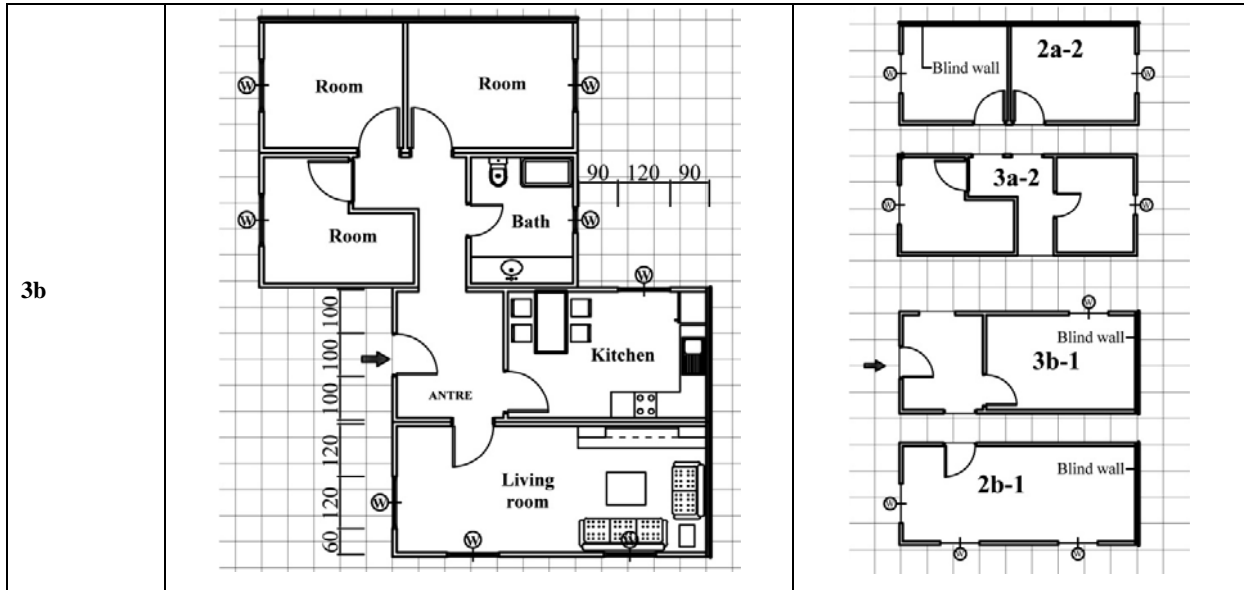 3b
Room
Room
W
W
90 120 90
W
Room
Bath
W
W
100
100
100
Kitchen
ANTRE
120
120
60
Living
room
W
W
W
2a-2
Blind wall
W
W
3a-2
W
W
W
Blind wall
3b-1
Blind wall
2b-1
W
W
W